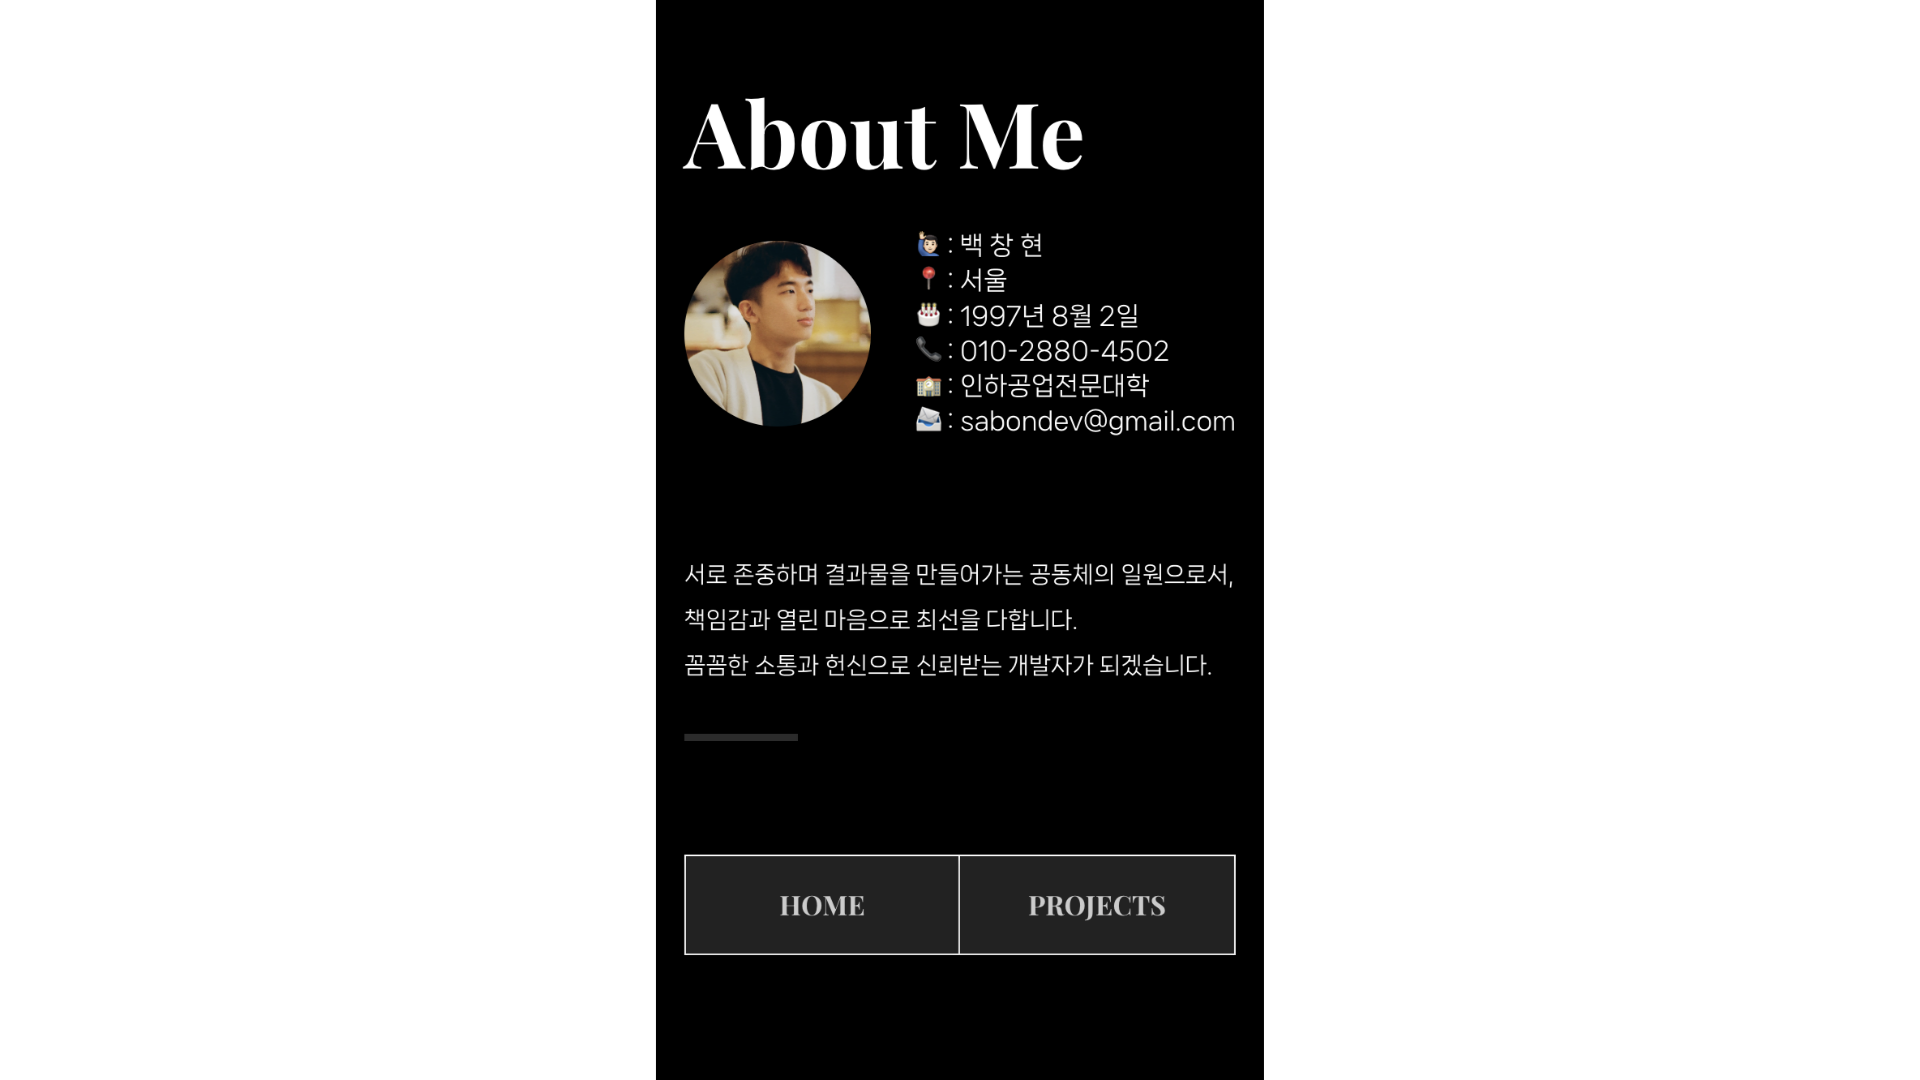 About Me
: 백 창 현
: 서울
: 1997년 8월 2일
: 010-2880-4502
: 인하공업전문대학
: sabondev@gmail.com
서로 존중하며 결과물을 만들어가는 공동체의 일원으로서,
책임감과 열린 마음으로 최선을 다합니다.
꼼꼼한 소통과 헌신으로 신뢰받는 개발자가 되겠습니다.
HOME
PROJECTS